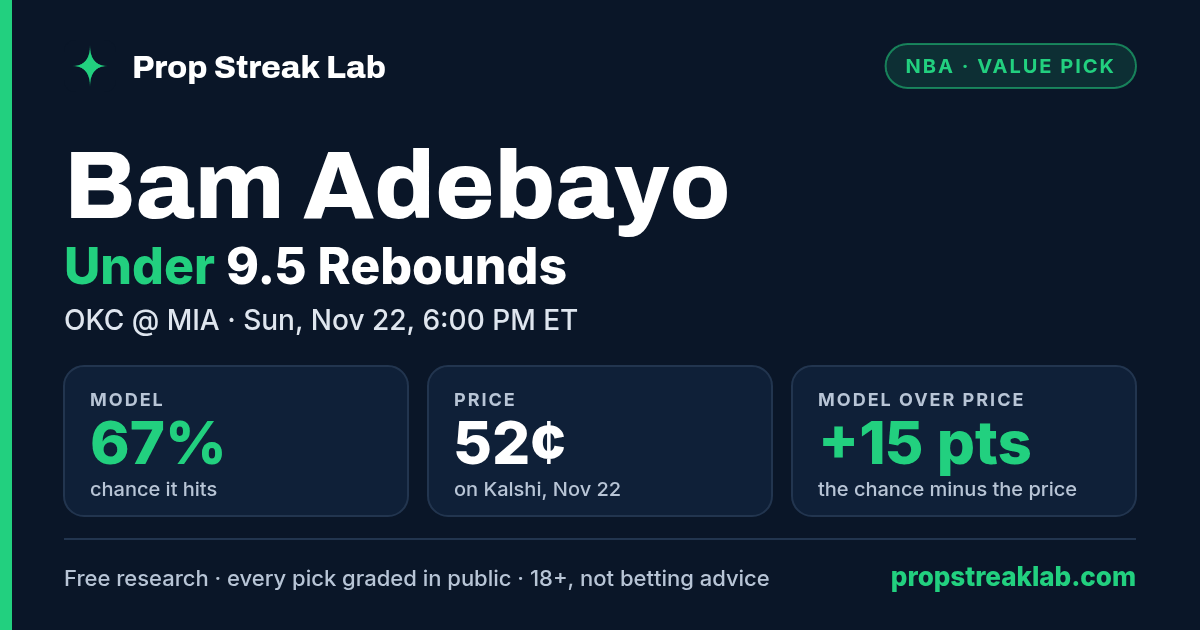 Prop Streak Lab
NBA · VALUE PICK
Bam Adebayo
Under 9.5 Rebounds
OKC @ MIA · Sun, Nov 22, 6:00 PM ET
MODEL
67%
chance it hits
PRICE
52¢
on Kalshi, Nov 22
MODEL OVER PRICE
+15 pts
the chance minus the price
Free research · every pick graded in public · 18+, not betting advice
propstreaklab.com